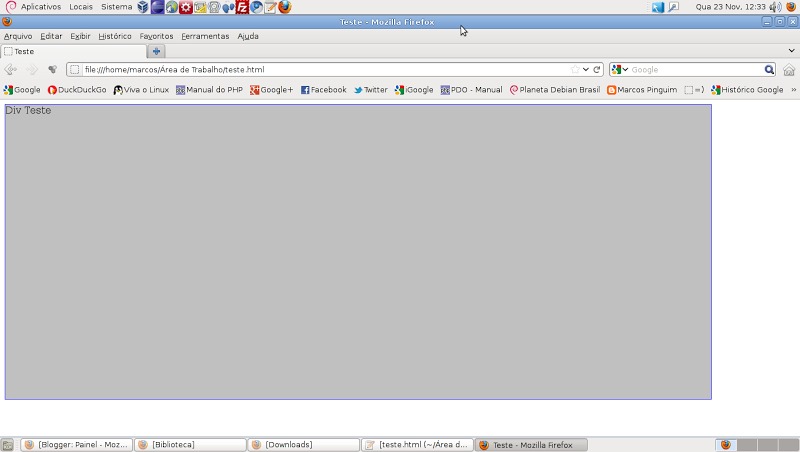 Aplicativos Locais Sistema Qua 23 Nov, 12:33
Teste - Mozilla Firefox
Arquivo Editar Exibir Histórico Favoritos Ferramentas Ajuda
Teste
file:///home/marcos/Área de Trabalho/teste.html Google
Google DuckDuckGo Viva o Linux Manual do PHP Google+ Facebook Twitter iGoogle PDO - Manual Planeta Debian Brasil Marcos Pinguim =) Histórico Google »
Div Teste
[Blogger: Painel - Moz... [Biblioteca] [Downloads] [teste.html (~/Área d... Teste - Mozilla Firefox